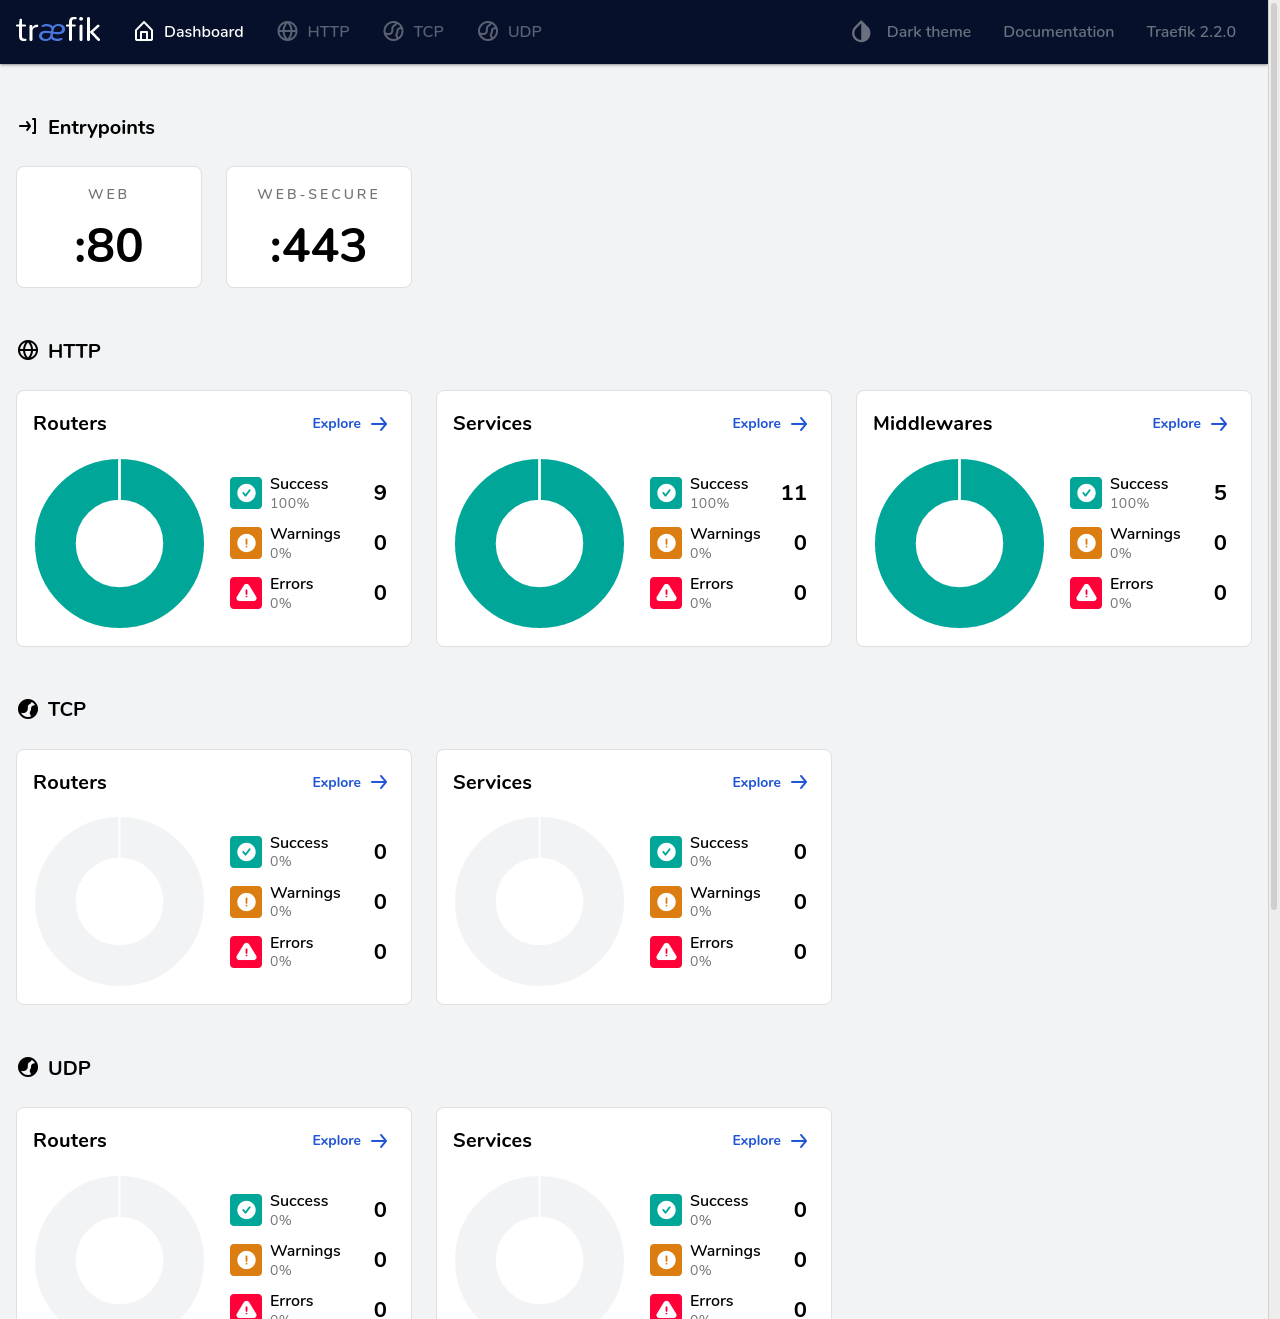 træfik Dashboard HTTP TCP UDP Dark theme Documentation Traefik 2.2.0
Entrypoints
WEB
:80
WEB-SECURE
:443
HTTP
Routers Explore
Success 9
100%
Warnings 0
0%
Errors 0
0%
Services Explore
Success 11
100%
Warnings 0
0%
Errors 0
0%
Middlewares Explore
Success 5
100%
Warnings 0
0%
Errors 0
0%
TCP
Routers Explore
Success 0
0%
Warnings 0
0%
Errors 0
0%
Services Explore
Success 0
0%
Warnings 0
0%
Errors 0
0%
UDP
Routers Explore
Success 0
0%
Warnings 0
0%
Errors 0
0%
Services Explore
Success 0
0%
Warnings 0
0%
Errors 0
0%